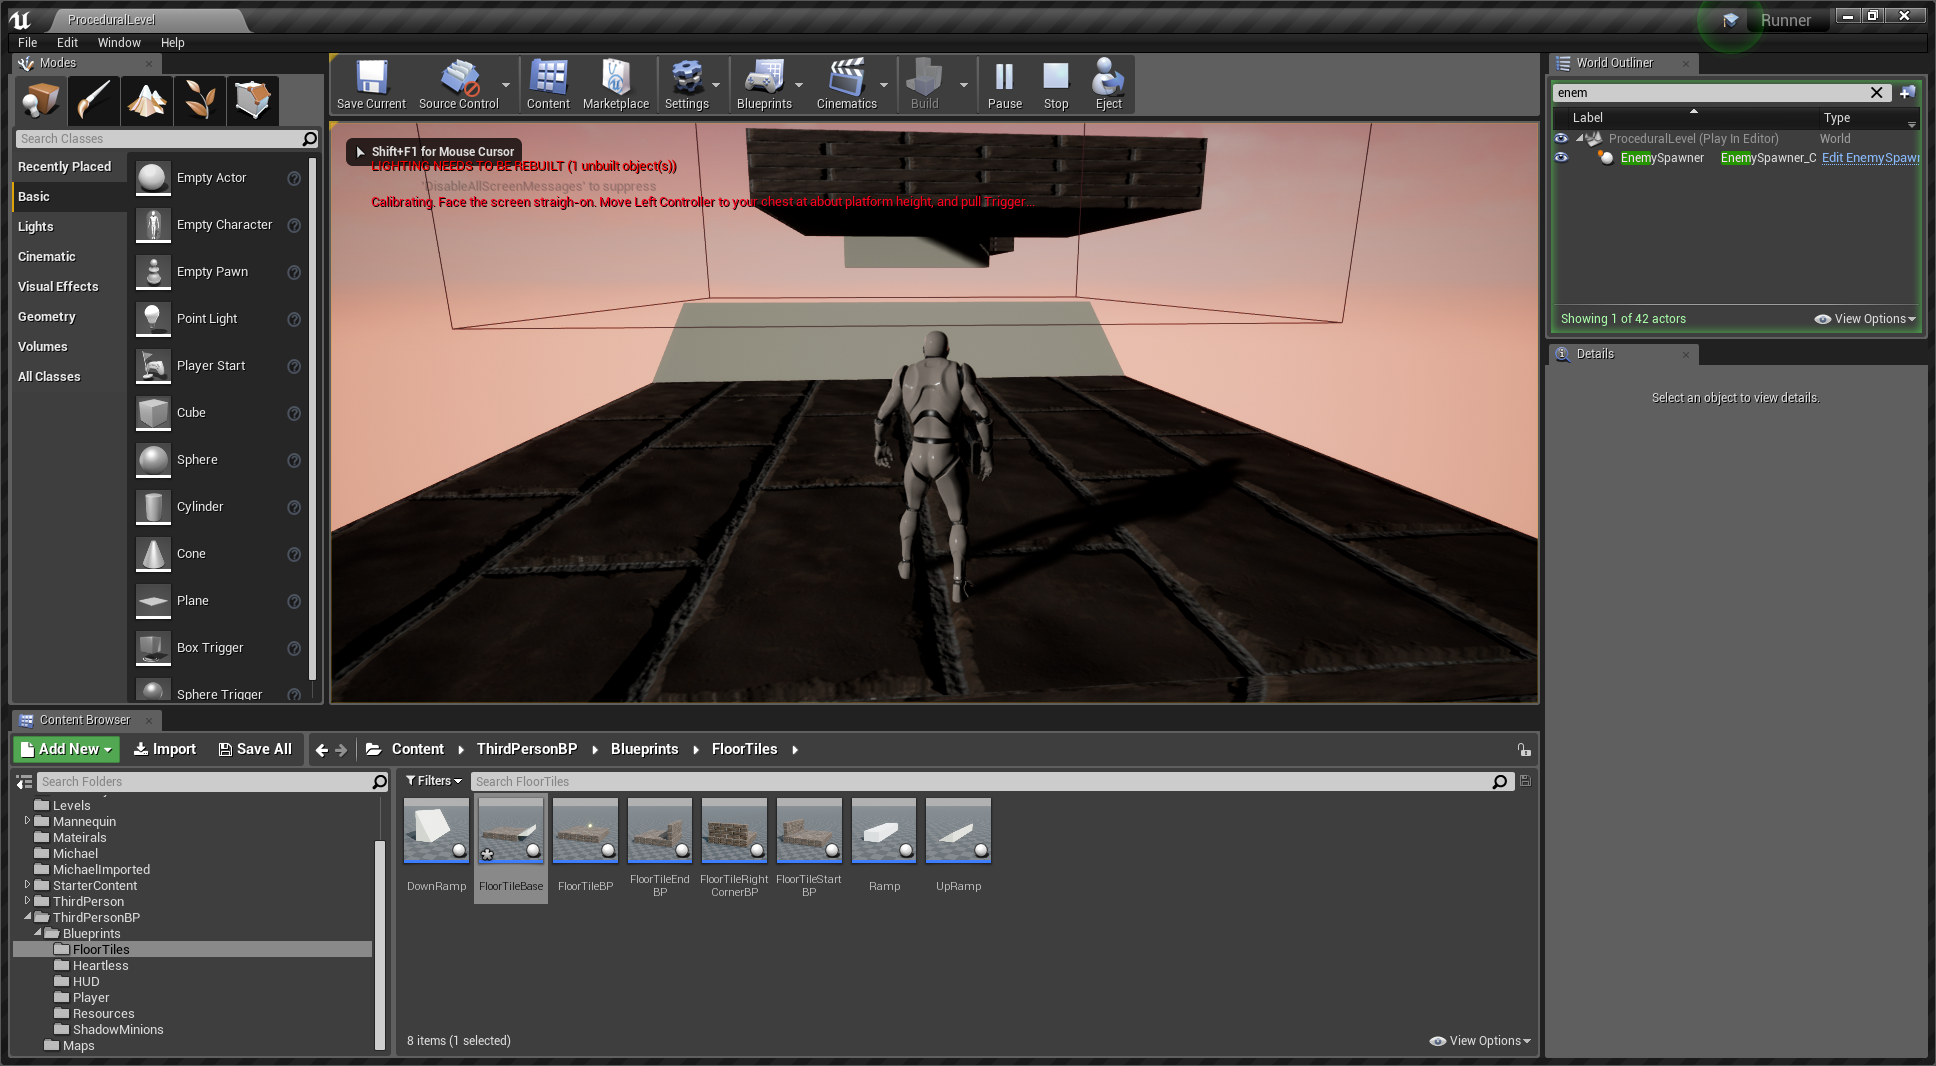 ProceduralLevel
Runner
File Edit Window Help
Modes
Search Classes
Recently Placed
Basic
Lights
Cinematic
Visual Effects
Geometry
Volumes
All Classes
Empty Actor
Empty Character
Empty Pawn
Point Light
Player Start
Cube
Sphere
Cylinder
Cone
Plane
Box Trigger
Sphere Trigger
Save Current Source Control Content Marketplace Settings Blueprints Cinematics Build Pause Stop Eject
Shift+F1 for Mouse Cursor
LIGHTING NEEDS TO BE REBUILT (1 unbuilt object(s))
'DisableAllScreenMessages' to suppress
Calibrating. Face the screen straigh-on. Move Left Controller to your chest at about platform height, and pull Trigger...
World Outliner
enem
Label Type
ProceduralLevel (Play In Editor) World
EnemySpawner EnemySpawner_C Edit EnemySpawn
Showing 1 of 42 actors View Options
Details
Select an object to view details.
Content Browser
Add New Import Save All Content ThirdPersonBP Blueprints FloorTiles
Search Folders
Levels
Mannequin
Mateirals
Michael
MichaelImported
StarterContent
ThirdPerson
ThirdPersonBP
Blueprints
FloorTiles
Heartless
HUD
Player
Resources
ShadowMinions
Maps
Filters Search FloorTiles
DownRamp
FloorTileBase
FloorTileBP
FloorTileEnd
BP
FloorTileRight
CornerBP
FloorTileStart
BP
Ramp
UpRamp
8 items (1 selected) View Options